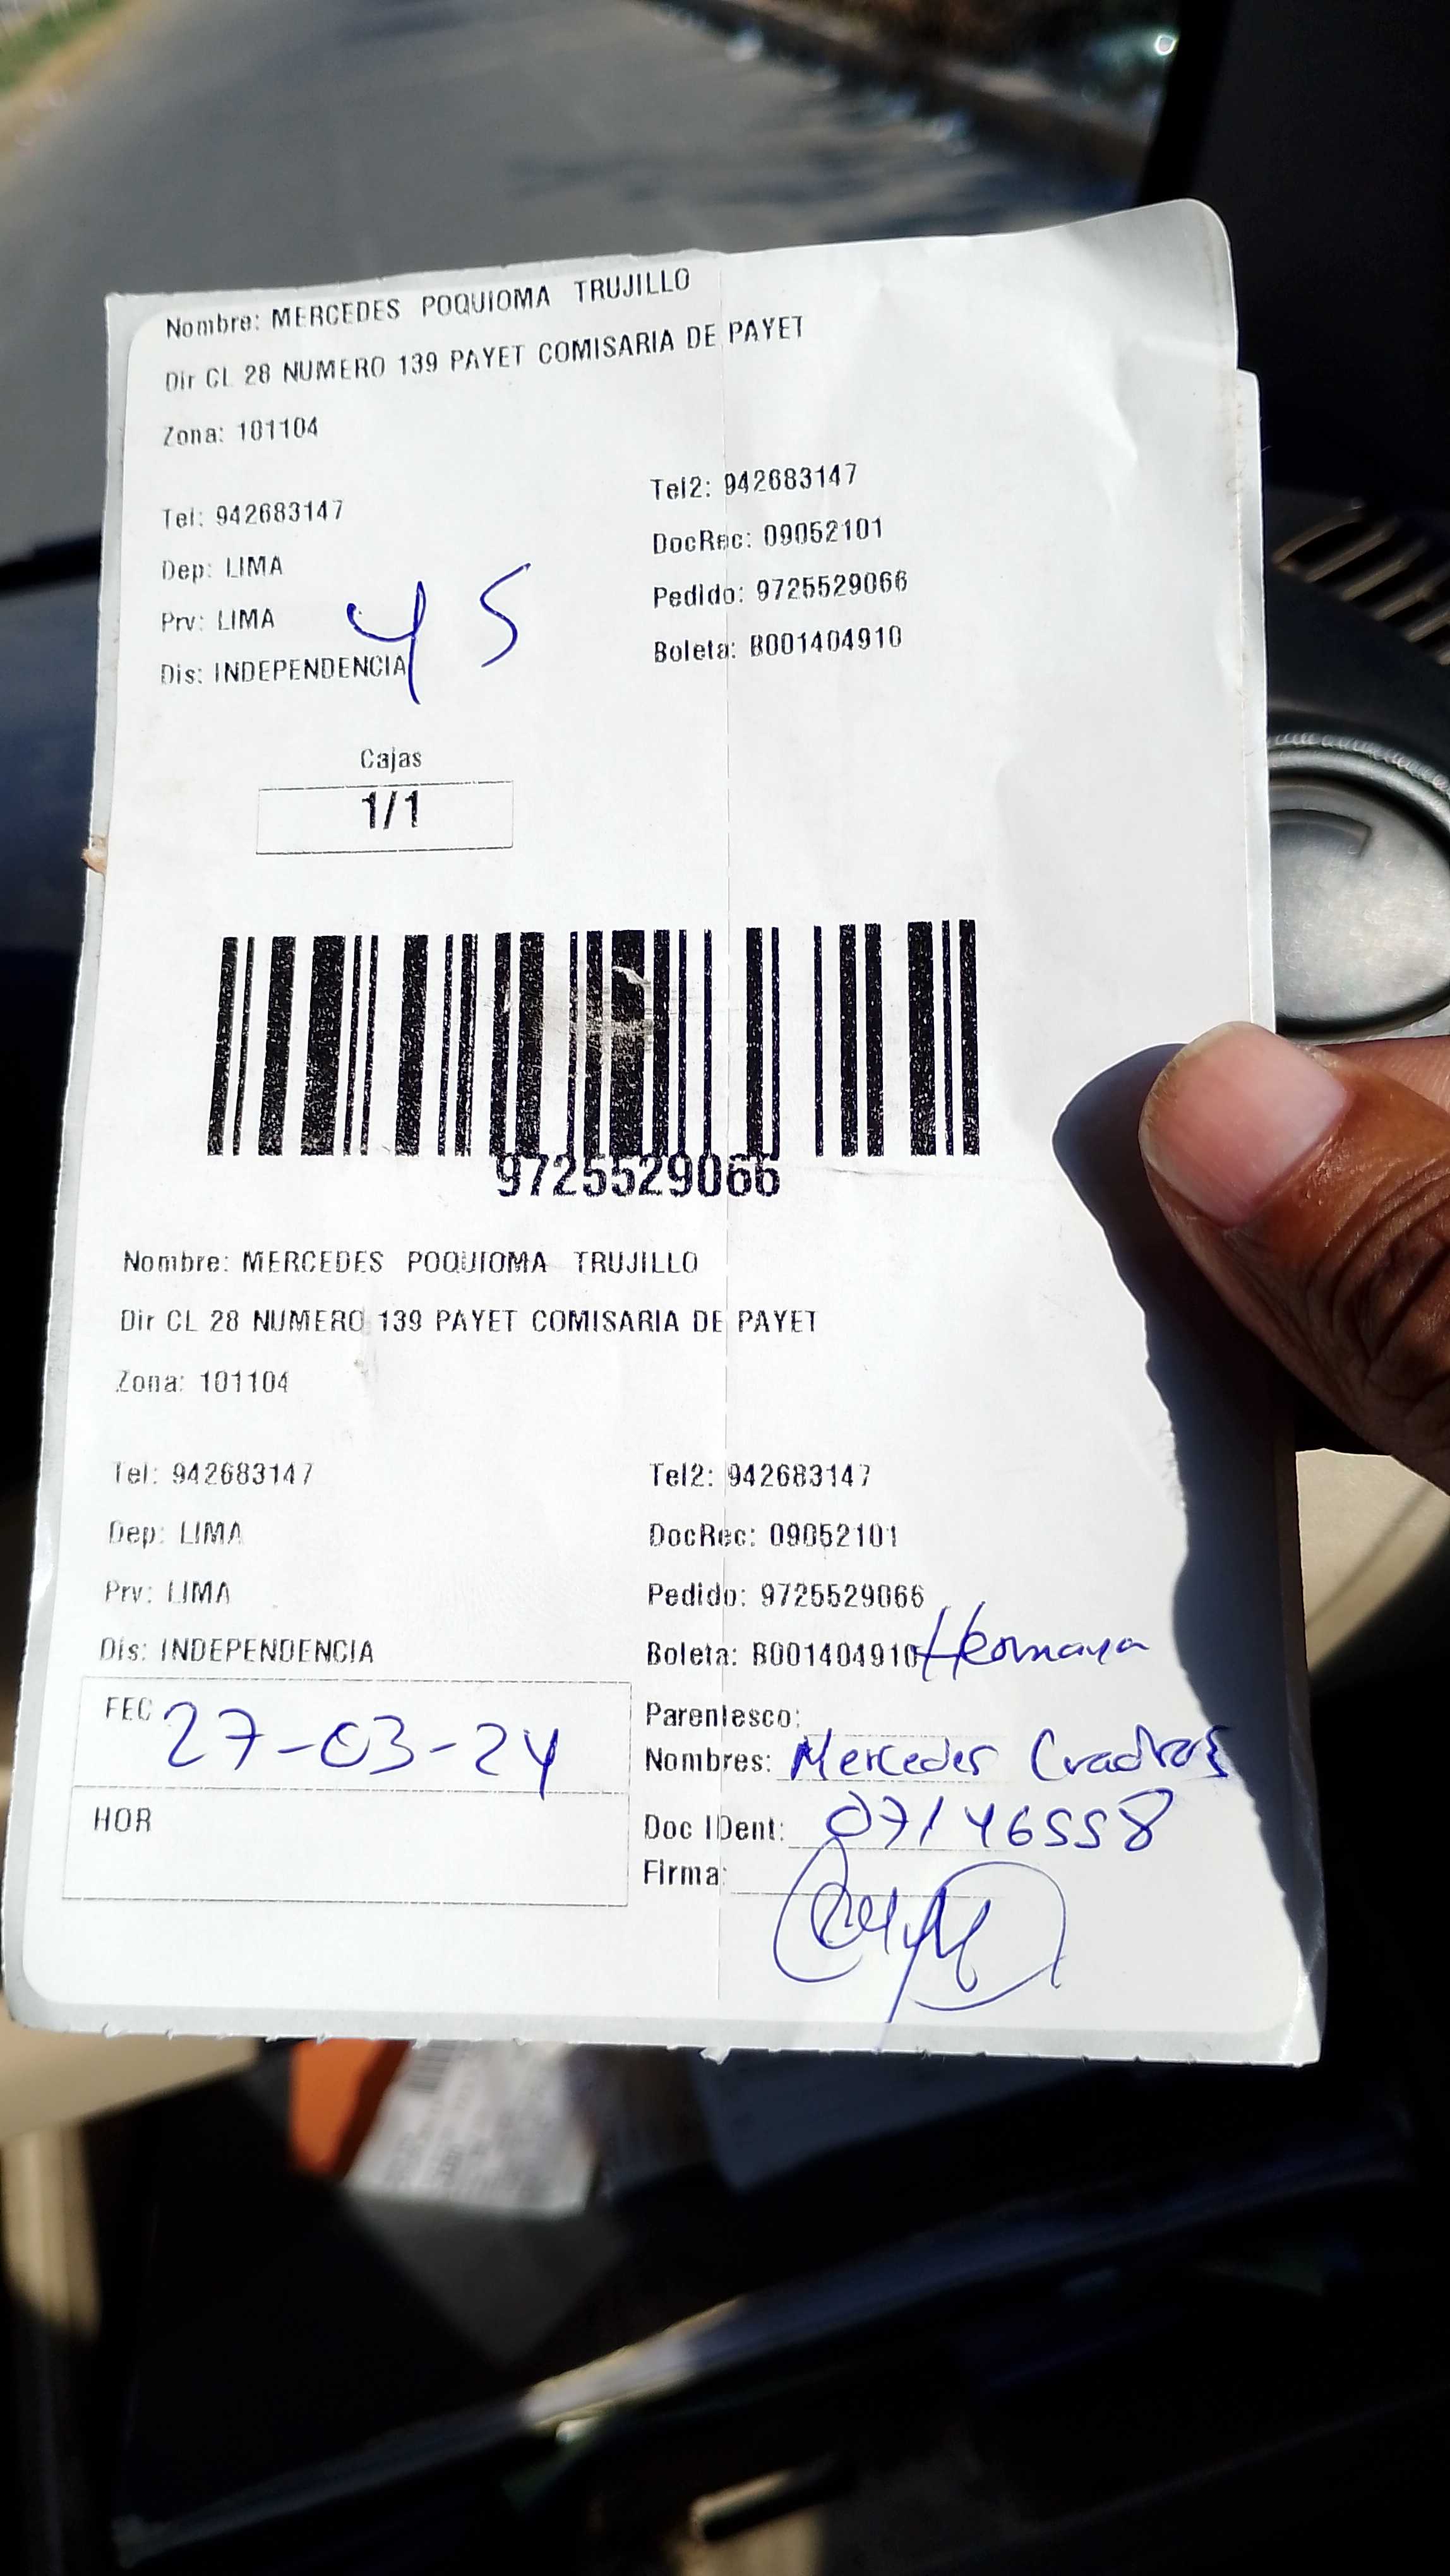 Nombre: MERCEDES POQUIOMA TRUJILLO
Dir CL 28 NUMERO 139 PAYET COMISARIA DE PAYET
Zona: 101104
Tel: 942683147 Tel2: 942683147
Dep: LIMA DocRec: 09052101
Prv: LIMA Pedido: 9725529066
45
Dis: INDEPENDENCIA Boleta: B001404910
Cajas
1/1
9725529066
Nombre: MERCEDES POQUIOMA TRUJILLO
Dir CL 28 NUMERO 139 PAYET COMISARIA DE PAYET
Zona: 101104
Tel: 942683147 Tel2: 942683147
Dep: LIMA DocRec: 09052101
Prv: LIMA Pedido: 9725529066
Dis: INDEPENDENCIA Boleta: B001404910 Hermana
FEC 27-03-24 Parentesco:
Nombres: Mercedes Cuadros
HOR Doc IDent: 07146558
Firma: